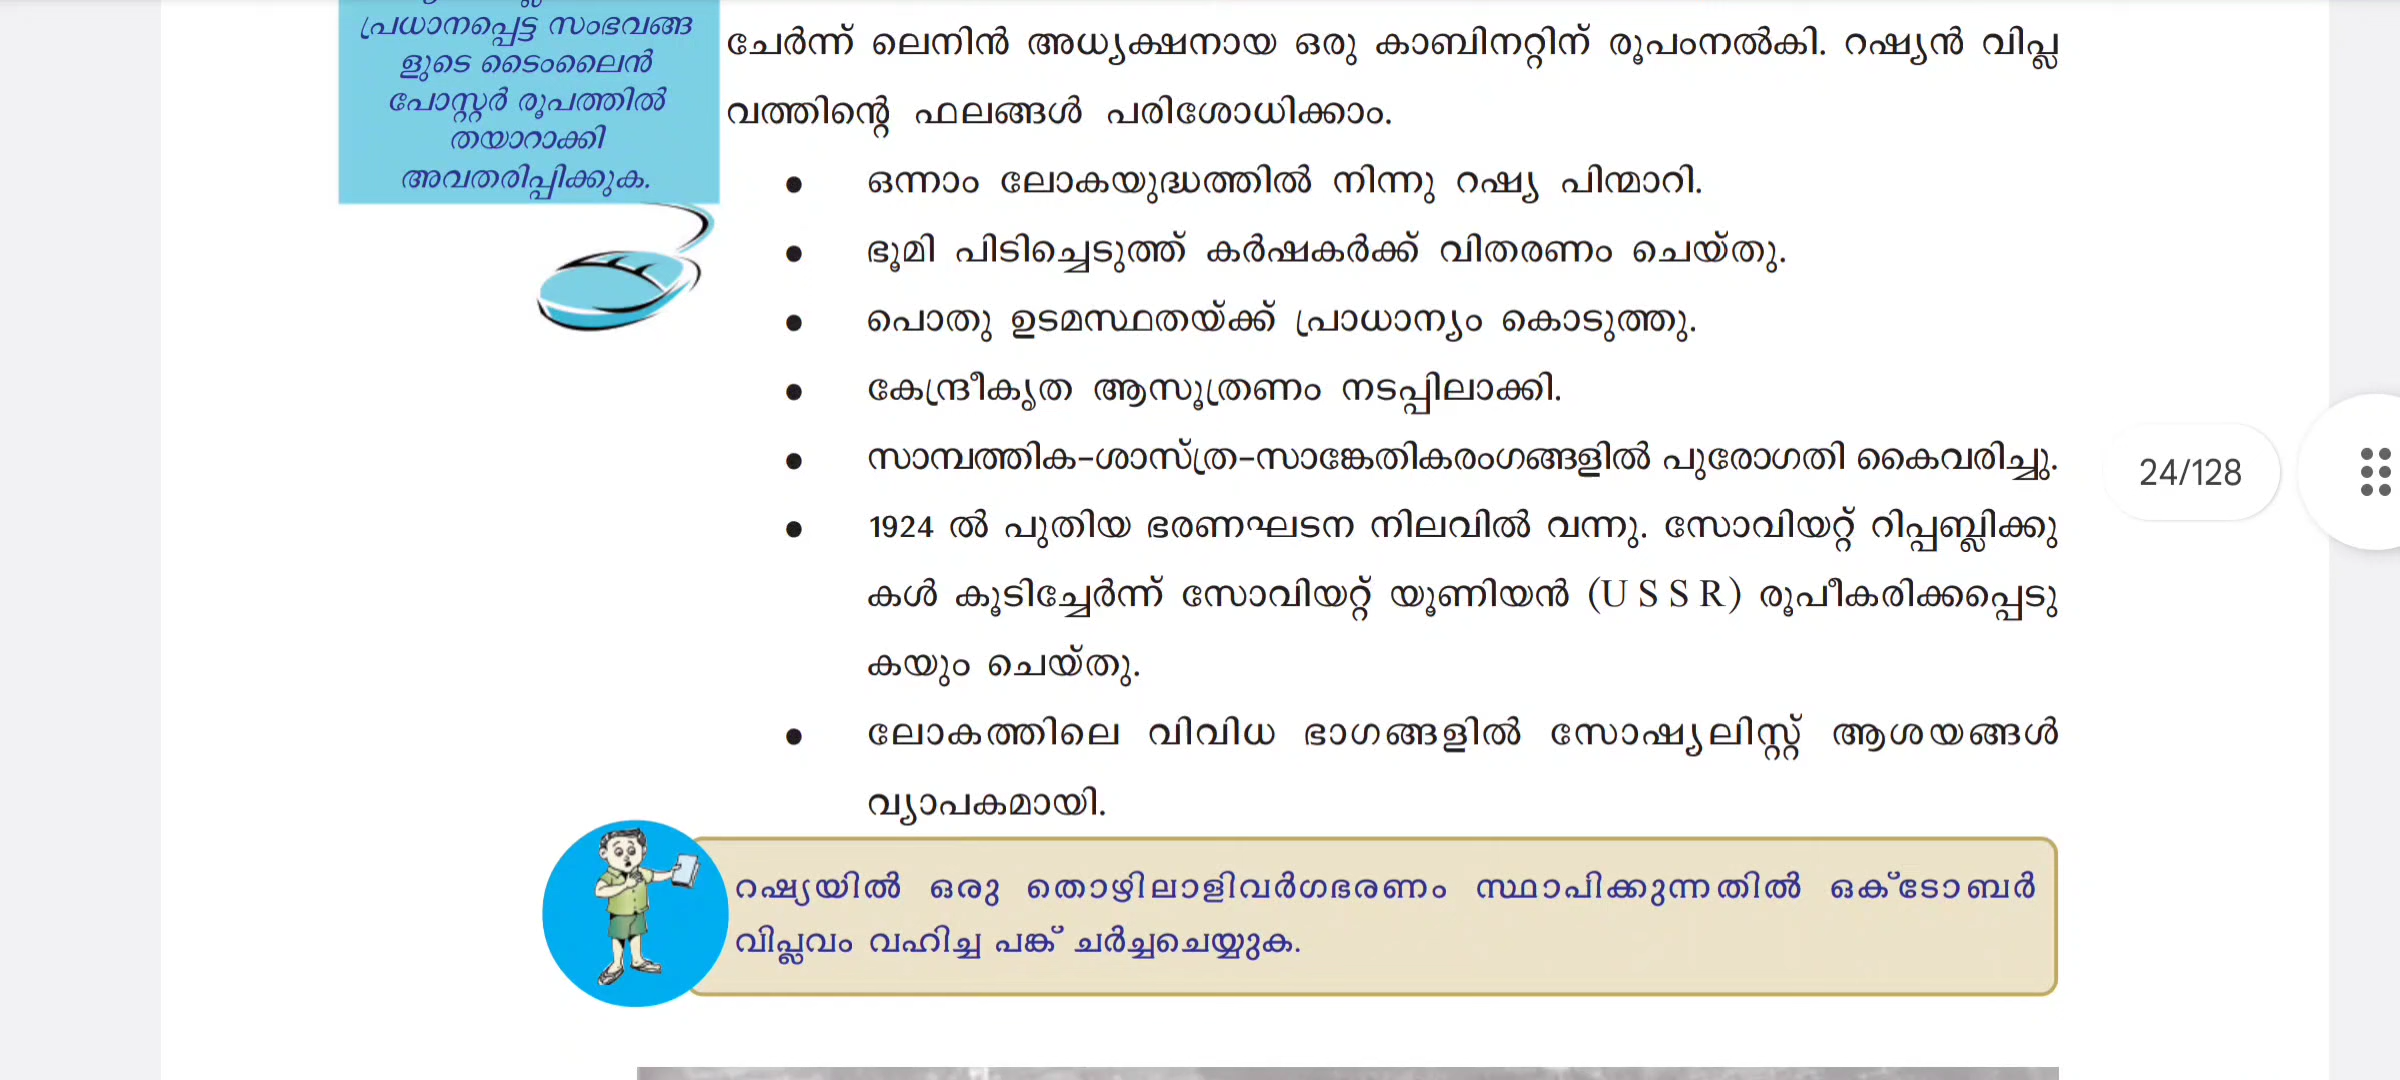 പ്രധാനപ്പെട്ട സംഭവങ്ങ
ളുടെ ടൈംലൈൻ
പോസ്റ്റർ രൂപത്തിൽ
തയാറാക്കി
അവതരിപ്പിക്കുക.
ചേർന്ന് ലെനിൻ അധ്യക്ഷനായ ഒരു കാബിനറ്റിന് രൂപംനൽകി. റഷ്യൻ വിപ്ല
വത്തിന്റെ ഫലങ്ങൾ പരിശോധിക്കാം.
● ഒന്നാം ലോകയുദ്ധത്തിൽ നിന്നു റഷ്യ പിന്മാറി.
● ഭൂമി പിടിച്ചെടുത്ത് കർഷകർക്ക് വിതരണം ചെയ്തു.
● പൊതു ഉടമസ്ഥതയ്ക്ക് പ്രാധാന്യം കൊടുത്തു.
● കേന്ദ്രീകൃത ആസൂത്രണം നടപ്പിലാക്കി.
● സാമ്പത്തിക-ശാസ്ത്ര-സാങ്കേതികരംഗങ്ങളിൽ പുരോഗതി കൈവരിച്ചു.
● 1924 ൽ പുതിയ ഭരണഘടന നിലവിൽ വന്നു. സോവിയറ്റ് റിപ്പബ്ലിക്കു
കൾ കൂടിച്ചേർന്ന് സോവിയറ്റ് യൂണിയൻ (U S S R) രൂപീകരിക്കപ്പെടു
കയും ചെയ്തു.
● ലോകത്തിലെ വിവിധ ഭാഗങ്ങളിൽ സോഷ്യലിസ്റ്റ് ആശയങ്ങൾ
വ്യാപകമായി.
റഷ്യയിൽ ഒരു തൊഴിലാളിവർഗഭരണം സ്ഥാപിക്കുന്നതിൽ ഒക്ടോബർ
വിപ്ലവം വഹിച്ച പങ്ക് ചർച്ചചെയ്യുക.
24/128